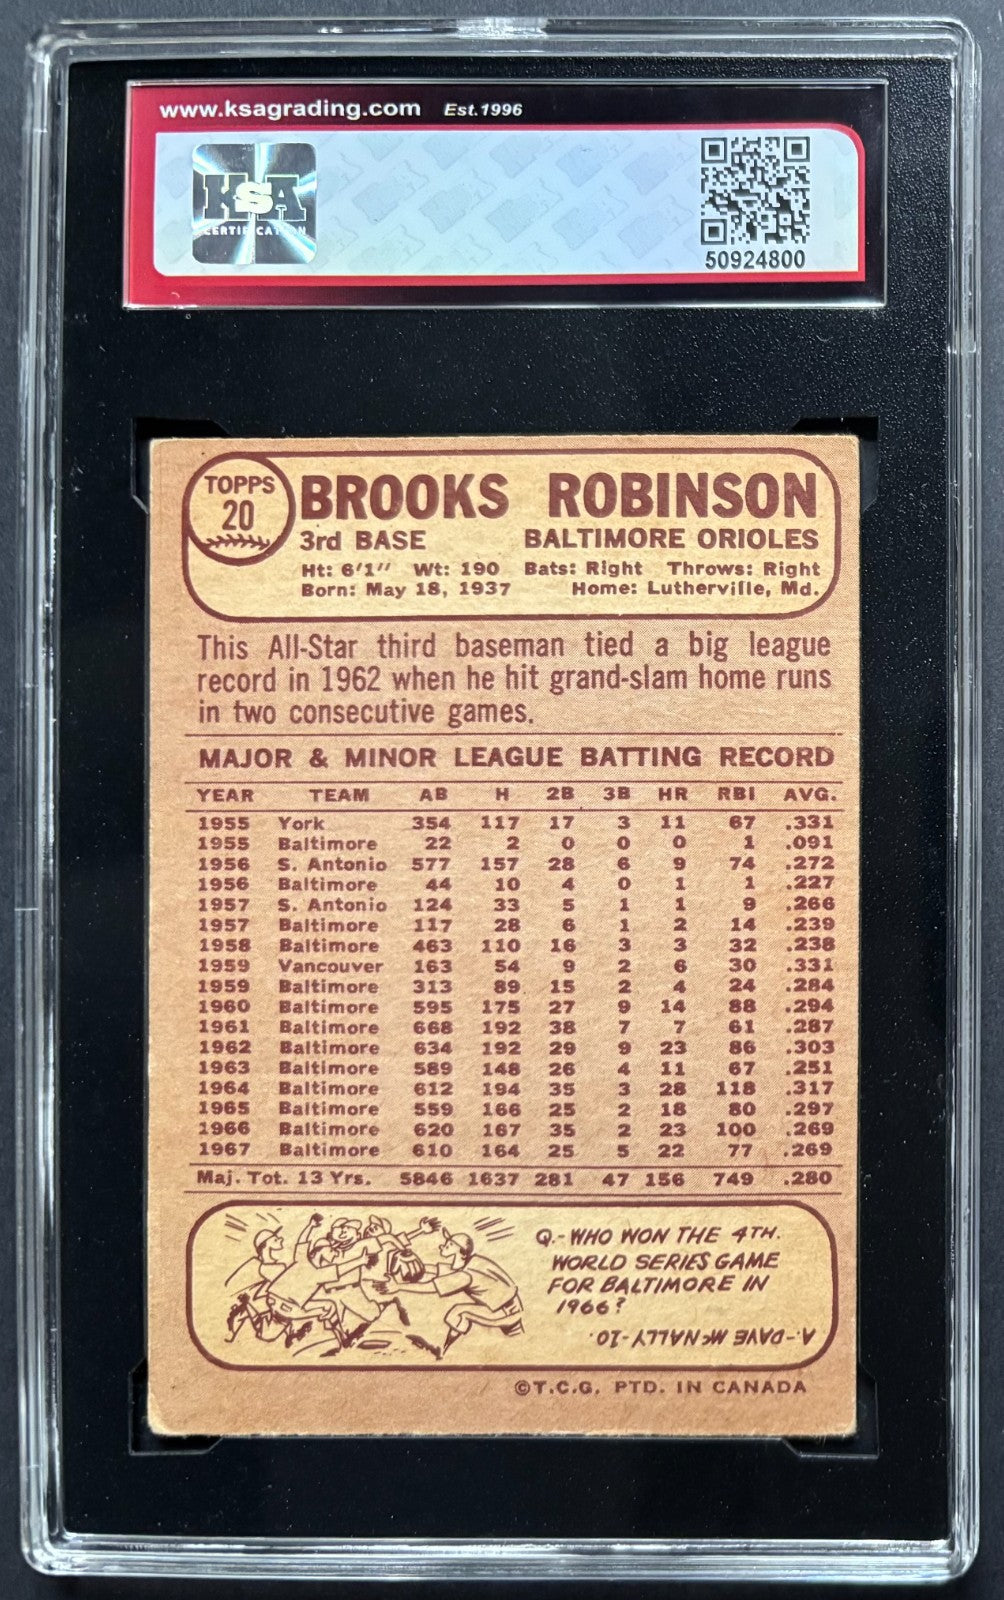 www.ksagrading.com Est.1996
KSA
CERTIFICATION
50924800
TOPPS
20
BROOKS ROBINSON
3rd BASE BALTIMORE ORIOLES
Ht: 6'1" Wt: 190 Bats: Right Throws: Right
Born: May 18, 1937 Home: Lutherville, Md.
This All-Star third baseman tied a big league
record in 1962 when he hit grand-slam home runs
in two consecutive games.
MAJOR & MINOR LEAGUE BATTING RECORD
YEAR TEAM AB H 2B 3B HR RBI AVG.
1955 York 354 117 17 3 11 67 .331
1955 Baltimore 22 2 0 0 0 1 .091
1956 S. Antonio 577 157 28 6 9 74 .272
1956 Baltimore 44 10 4 0 1 1 .227
1957 S. Antonio 124 33 5 1 1 9 .266
1957 Baltimore 117 28 6 1 2 14 .239
1958 Baltimore 463 110 16 3 3 32 .238
1959 Vancouver 163 54 9 2 6 30 .331
1959 Baltimore 313 89 15 2 4 24 .284
1960 Baltimore 595 175 27 9 14 88 .294
1961 Baltimore 668 192 38 7 7 61 .287
1962 Baltimore 634 192 29 9 23 86 .303
1963 Baltimore 589 148 26 4 11 67 .251
1964 Baltimore 612 194 35 3 28 118 .317
1965 Baltimore 559 166 25 2 18 80 .297
1966 Baltimore 620 167 35 2 23 100 .269
1967 Baltimore 610 164 25 5 22 77 .269
Maj. Tot. 13 Yrs. 5846 1637 281 47 156 749 .280
Q.-WHO WON THE 4TH.
WORLD SERIES GAME
FOR BALTIMORE IN
1966?
A.-DAVE McNALLY-10.
©T.C.G. PTD. IN CANADA